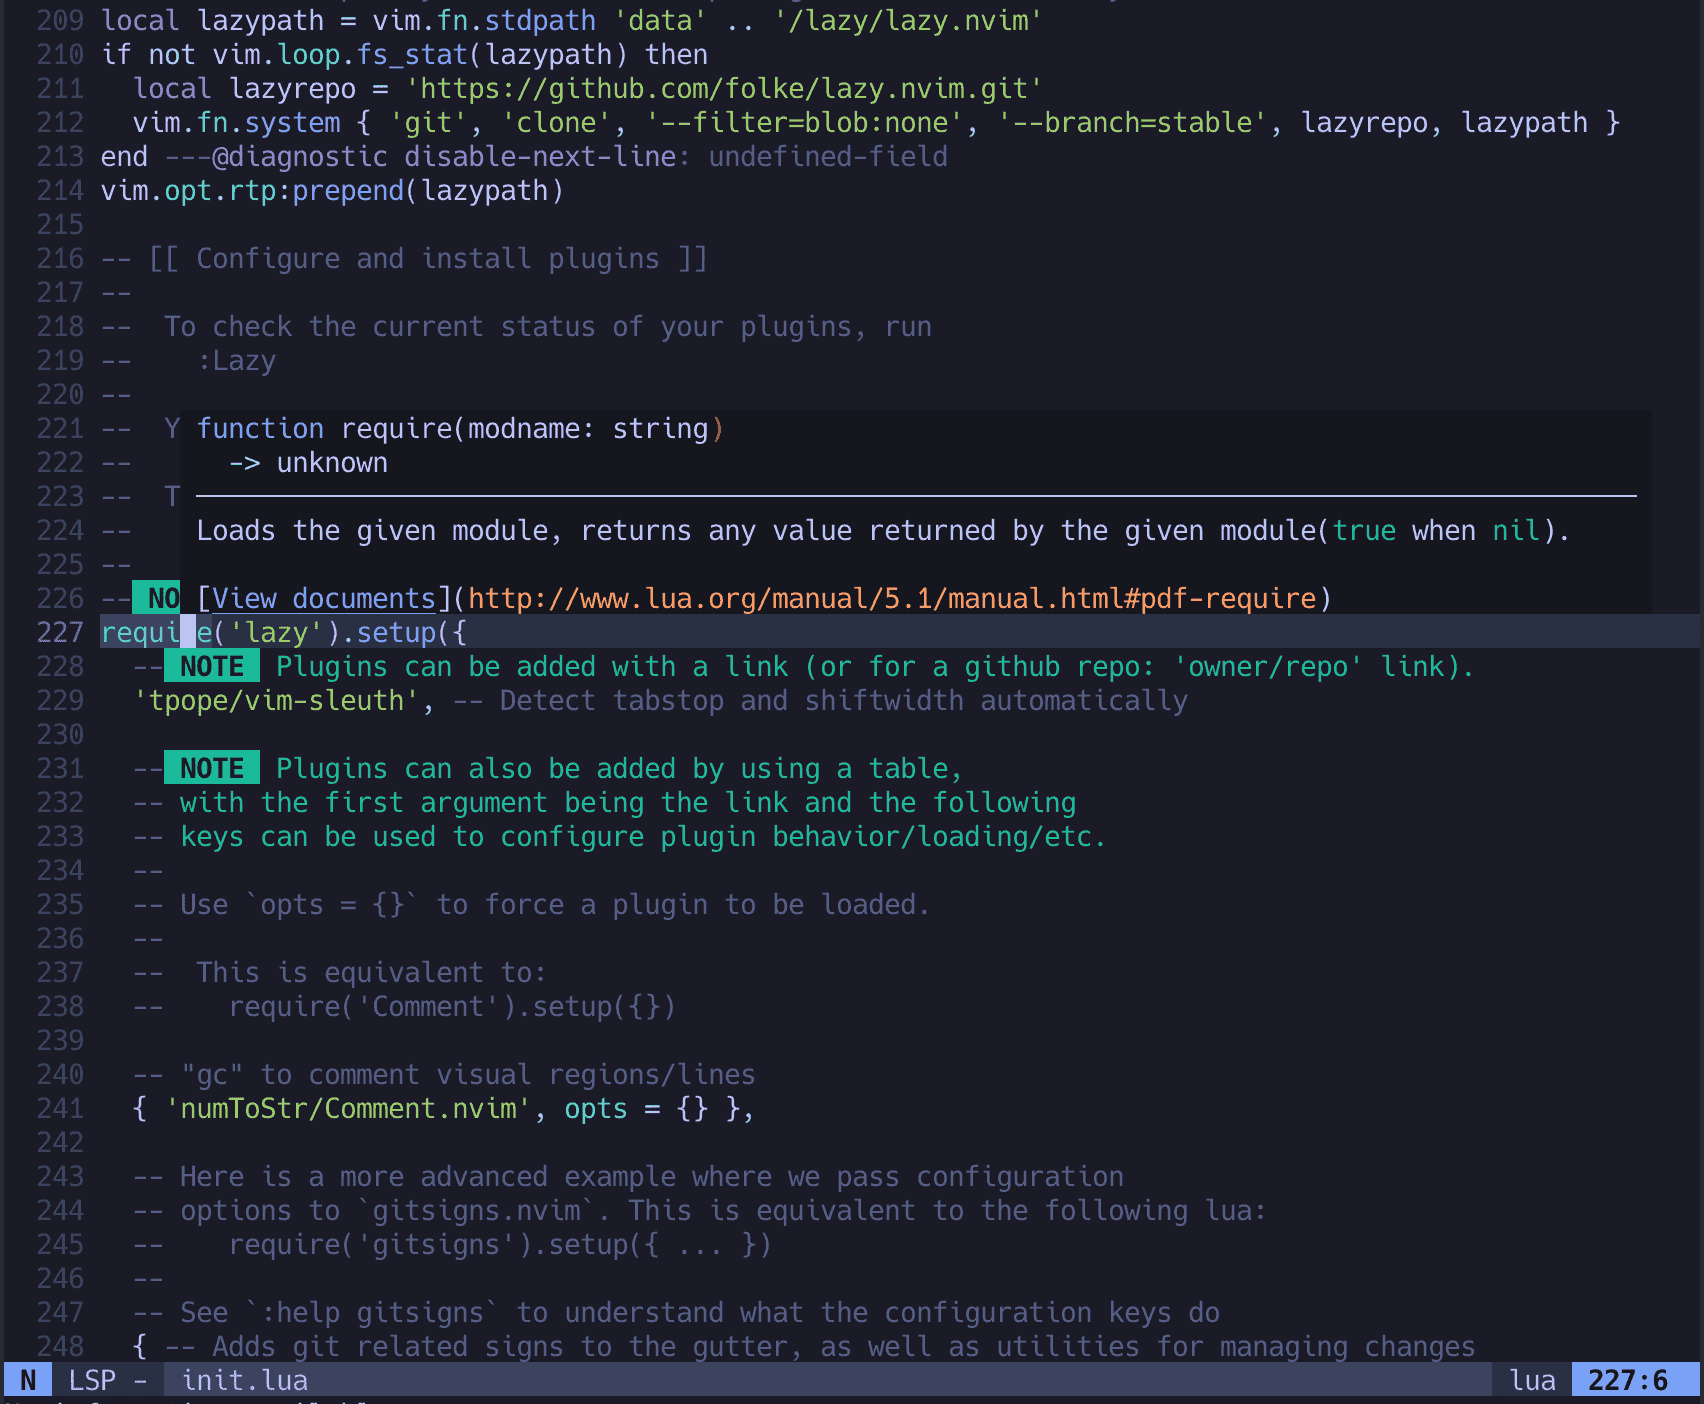 209 local lazypath = vim.fn.stdpath 'data' .. '/lazy/lazy.nvim'
210 if not vim.loop.fs_stat(lazypath) then
211   local lazyrepo = 'https://github.com/folke/lazy.nvim.git'
212   vim.fn.system { 'git', 'clone', '--filter=blob:none', '--branch=stable', lazyrepo, lazypath }
213 end ---@diagnostic disable-next-line: undefined-field
214 vim.opt.rtp:prepend(lazypath)
215
216 -- [[ Configure and install plugins ]]
217 --
218 --  To check the current status of your plugins, run
219 --    :Lazy
220 --
221 --  Y function require(modname: string)
222 --      -> unknown
223 --  T
224 --    Loads the given module, returns any value returned by the given module(true when nil).
225 --
226 -- NO [View documents](http://www.lua.org/manual/5.1/manual.html#pdf-require)
227 require('lazy').setup({
228   -- NOTE Plugins can be added with a link (or for a github repo: 'owner/repo' link).
229   'tpope/vim-sleuth', -- Detect tabstop and shiftwidth automatically
230
231   -- NOTE Plugins can also be added by using a table,
232   -- with the first argument being the link and the following
233   -- keys can be used to configure plugin behavior/loading/etc.
234   --
235   -- Use `opts = {}` to force a plugin to be loaded.
236   --
237   --  This is equivalent to:
238   --    require('Comment').setup({})
239
240   -- "gc" to comment visual regions/lines
241   { 'numToStr/Comment.nvim', opts = {} },
242
243   -- Here is a more advanced example where we pass configuration
244   -- options to `gitsigns.nvim`. This is equivalent to the following lua:
245   --    require('gitsigns').setup({ ... })
246   --
247   -- See `:help gitsigns` to understand what the configuration keys do
248   { -- Adds git related signs to the gutter, as well as utilities for managing changes
N LSP - init.lua lua 227:6